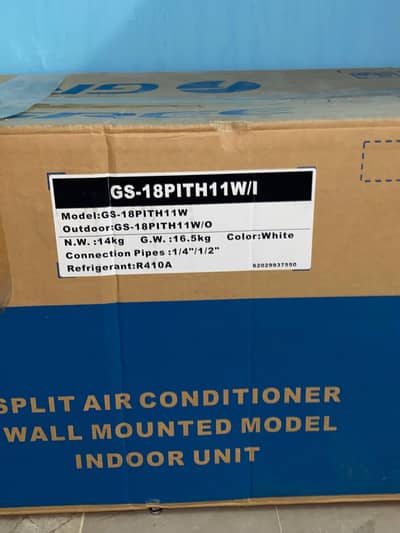 GS-18PITH11W/I
Model:GS-18PITH11W
Outdoor:GS-18PITH11W/O
N.W. :14kg G.W. :16.5kg Color:White
Connection Pipes :1/4"/1/2"
Refrigerant:R410A 52029937550
SPLIT AIR CONDITIONER
WALL MOUNTED MODEL
INDOOR UNIT